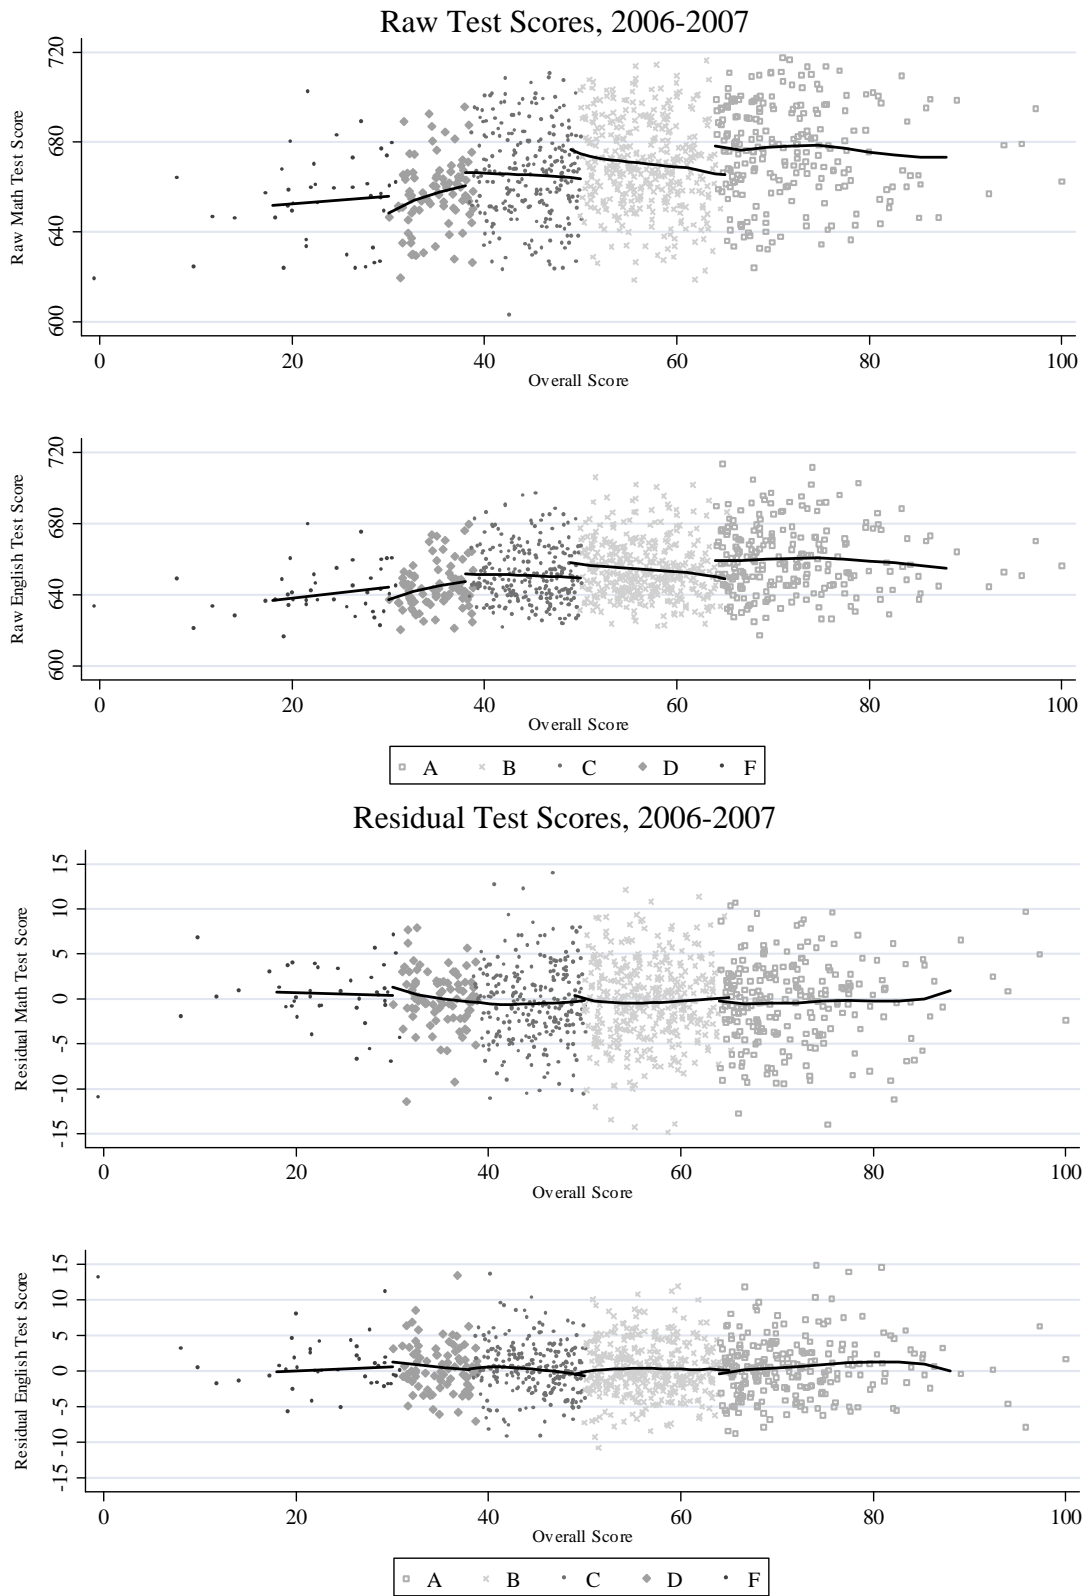 Raw Test Scores, 2006-2007
Raw Math Test Score
720
680
640
600
0 20 40 60 80 100
Overall Score
Raw English Test Score
720
680
640
600
0 20 40 60 80 100
Overall Score
A B C D F
Residual Test Scores, 2006-2007
Residual Math Test Score
15
10
5
0
-5
-10
-15
0 20 40 60 80 100
Overall Score
Residual English Test Score
15
10
5
0
-5
-10
-15
0 20 40 60 80 100
Overall Score
A B C D F